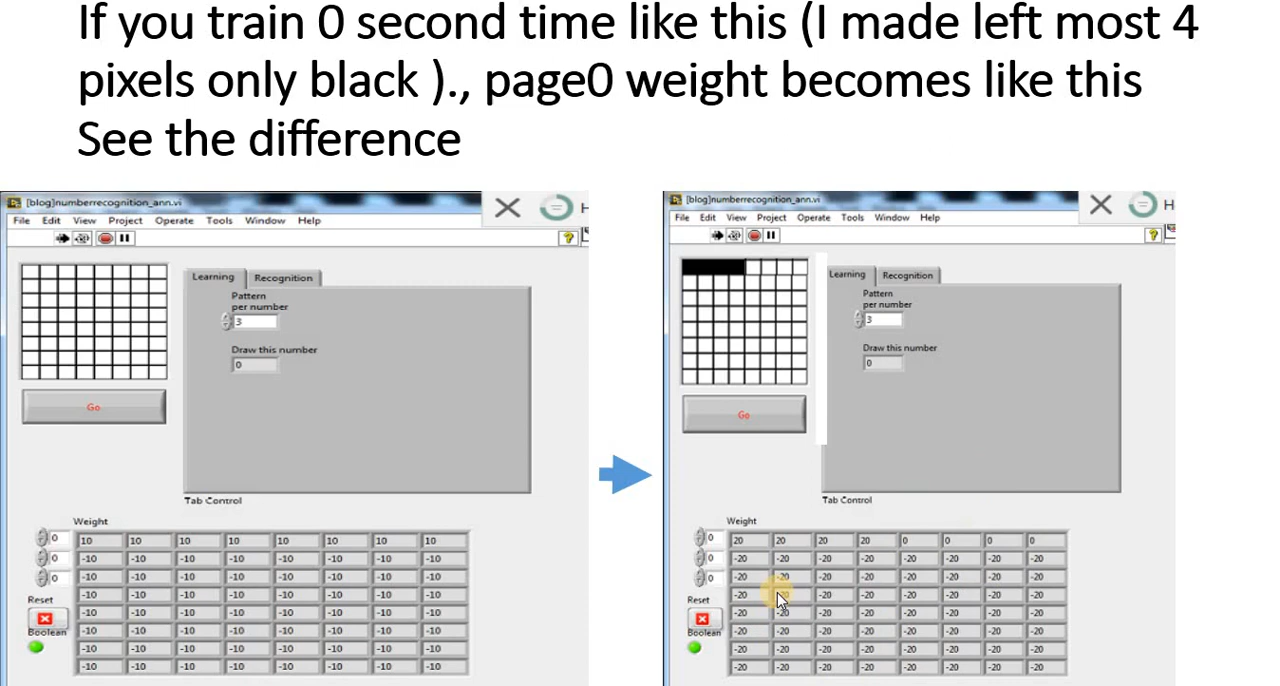 If you train 0 second time like this (I made left most 4
pixels only black )., page0 weight becomes like this
See the difference
[blog]numberrecognition_ann.vi
H
File Edit View Project Operate Tools Window Help
?
Learning Recognition
Pattern
per number
3
Draw this number
0
Go
Tab Control
Weight
0 10 10 10 10 10 10 10 10
0 -10 -10 -10 -10 -10 -10 -10 -10
0 -10 -10 -10 -10 -10 -10 -10 -10
-10 -10 -10 -10 -10 -10 -10 -10
Reset
-10 -10 -10 -10 -10 -10 -10 -10
Boolean
-10 -10 -10 -10 -10 -10 -10 -10
-10 -10 -10 -10 -10 -10 -10 -10
-10 -10 -10 -10 -10 -10 -10 -10
[blog]numberrecognition_ann.vi
H
File Edit View Project Operate Tools Window Help
?
Learning Recognition
Pattern
per number
3
Draw this number
0
Go
Tab Control
Weight
0 20 20 20 20 0 0 0 0
0 -20 -20 -20 -20 -20 -20 -20 -20
0 -20 -20 -20 -20 -20 -20 -20 -20
-20 -20 -20 -20 -20 -20 -20 -20
Reset
-20 -20 -20 -20 -20 -20 -20 -20
Boolean
-20 -20 -20 -20 -20 -20 -20 -20
-20 -20 -20 -20 -20 -20 -20 -20
-20 -20 -20 -20 -20 -20 -20 -20